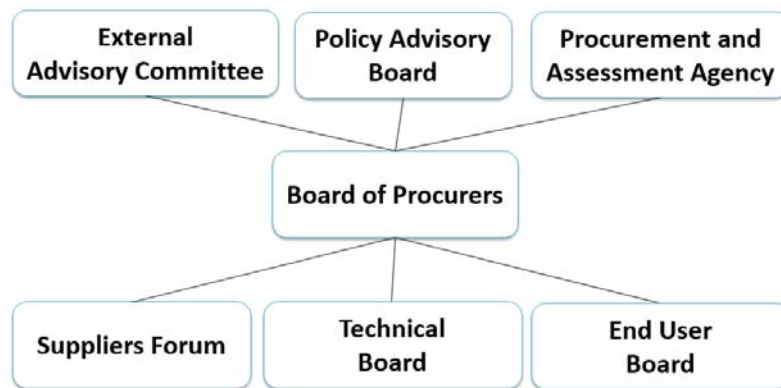 External
Advisory Committee
Policy Advisory
Board
Procurement and
Assessment Agency
Board of Procurers
Suppliers Forum
Technical
Board
End User
Board